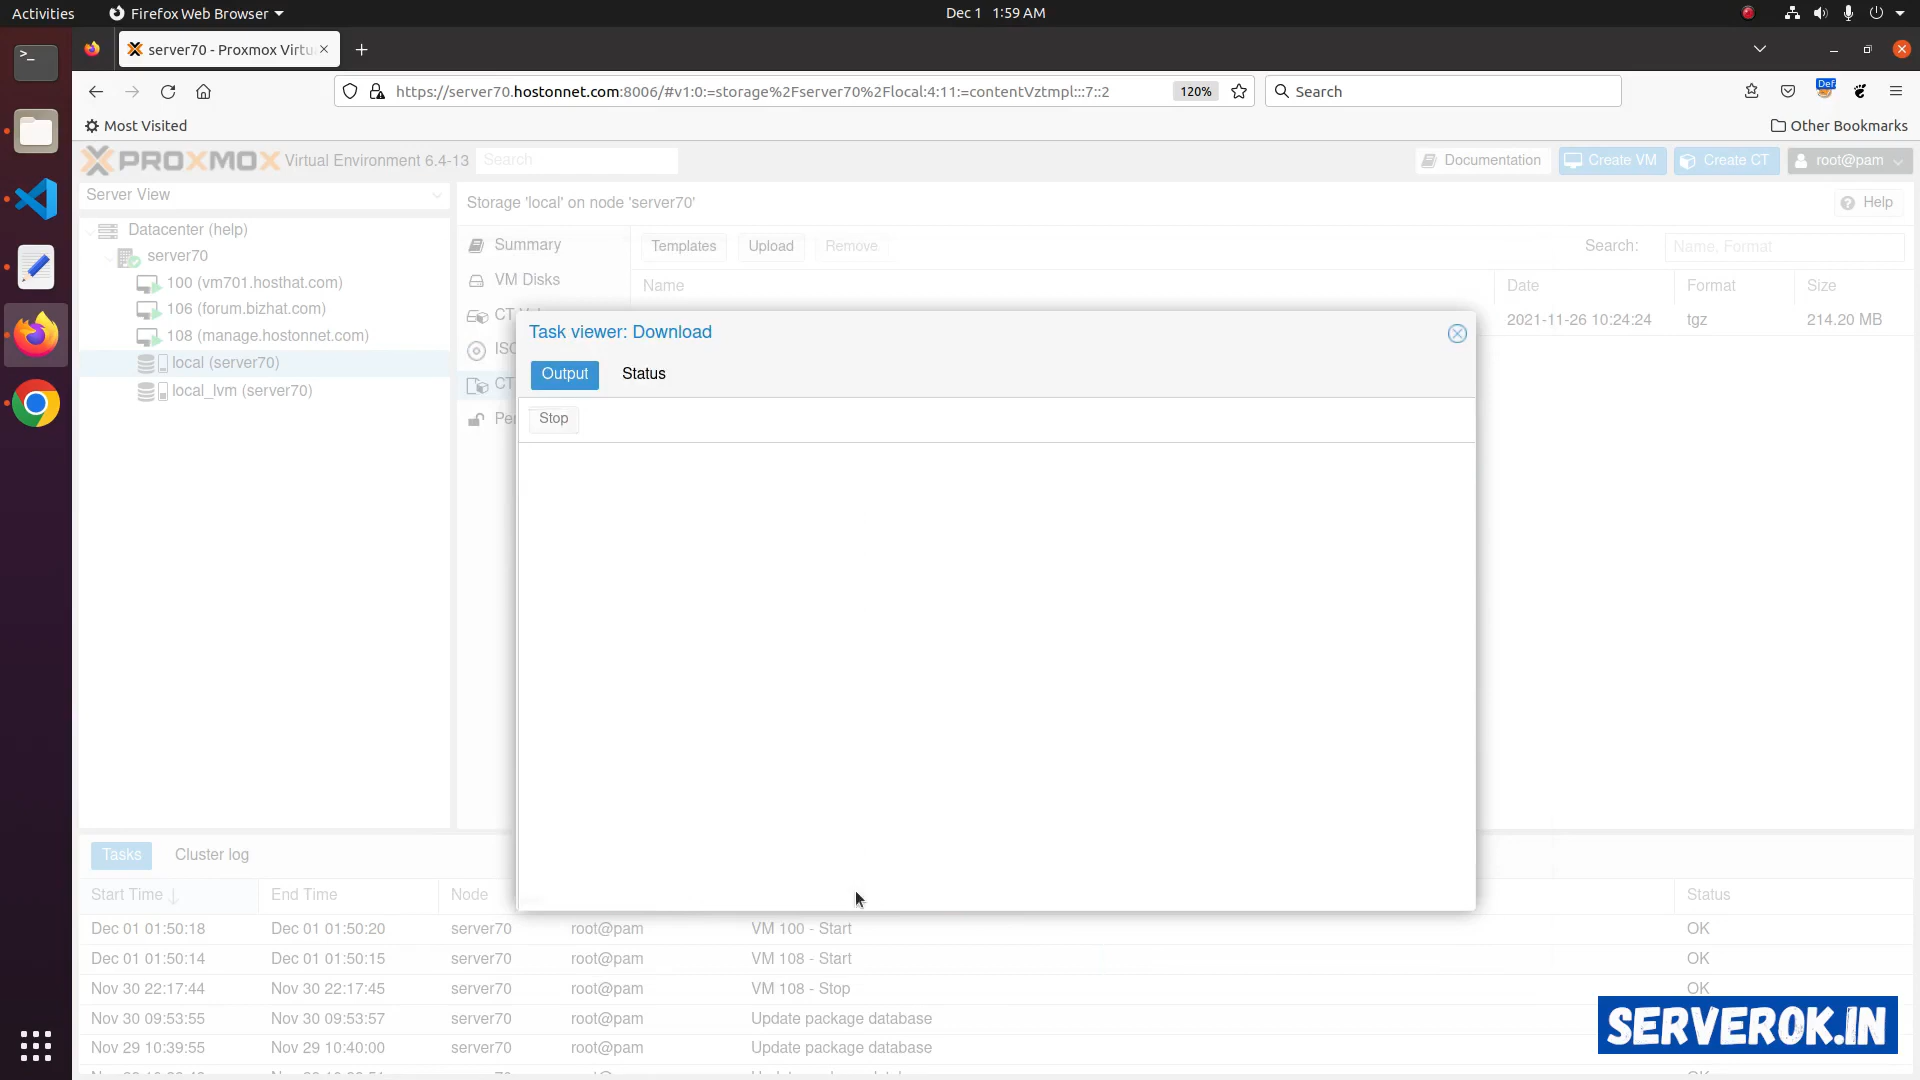 Activities
Firefox Web Browser
Dec 1 1:59 AM
server70 - Proxmox Virtu
https://server70.hostonnet.com:8006/#v1:0:=storage%2Fserver70%2Flocal:4:11:=contentVztmpl:::7::2
120%
Search
Def
Most Visited
Other Bookmarks
PROXMOX Virtual Environment 6.4-13
Search
Documentation
Create VM
Create CT
root@pam
Server View
Storage 'local' on node 'server70'
Help
Datacenter (help)
server70
100 (vm701.hosthat.com)
106 (forum.bizhat.com)
108 (manage.hostonnet.com)
local (server70)
local_lvm (server70)
Summary
VM Disks
CT
ISO
CT
Per
Templates
Upload
Remove
Search:
Name, Format
Name
Date
Format
Size
2021-11-26 10:24:24
tgz
214.20 MB
Task viewer: Download
Output
Status
Stop
Tasks
Cluster log
Start Time
End Time
Node
Status
Dec 01 01:50:18 Dec 01 01:50:20 server70 root@pam VM 100 - Start OK
Dec 01 01:50:14 Dec 01 01:50:15 server70 root@pam VM 108 - Start OK
Nov 30 22:17:44 Nov 30 22:17:45 server70 root@pam VM 108 - Stop OK
Nov 30 09:53:55 Nov 30 09:53:57 server70 root@pam Update package database
Nov 29 10:39:55 Nov 29 10:40:00 server70 root@pam Update package database
SERVEROK.IN